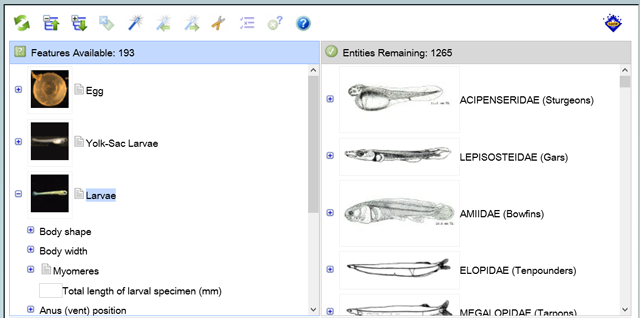 Features Available: 193
Egg
Yolk-Sac Larvae
Larvae
Body shape
Body width
Myomeres
Total length of larval specimen (mm)
Anus (vent) position
Entities Remaining: 1265
ACIPENSERIDAE (Sturgeons)
LEPISOSTEIDAE (Gars)
AMIIDAE (Bowfins)
ELOPIDAE (Tenpounders)
MEGALOPIDAE (Tarpons)